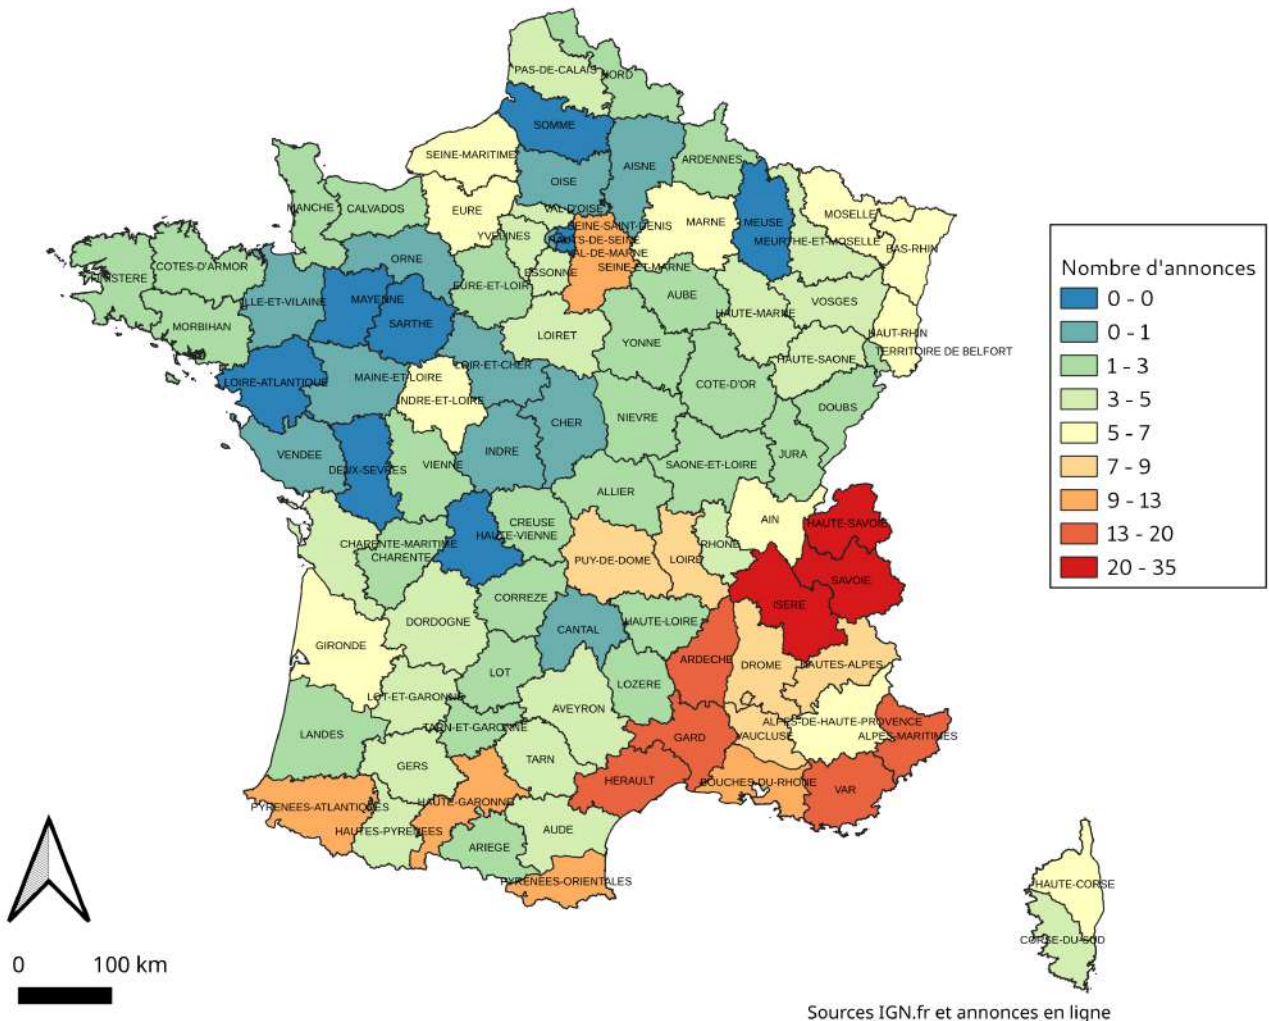 PAS-DE-CALAIS
NORD
SOMME
SEINE-MARITIME
AISNE
ARDENNES
OISE
MANCHE
CALVADOS
EURE
VAL-D'OISE
MARNE
MEUSE
MOSELLE
SEINE-SAINT-DENIS
YVELINES
HAUTS-DE-SEINE
MEURTHE-ET-MOSELLE
BAS-RHIN
VAL-DE-MARNE
ORNE
SEINE-ET-MARNE
COTES-D'ARMOR
FINISTERE
ESSONNE
EURE-ET-LOIR
AUBE
ILLE-ET-VILAINE
MAYENNE
VOSGES
HAUTE-MARNE
SARTHE
MORBIHAN
LOIRET
HAUT-RHIN
YONNE
TERRITOIRE DE BELFORT
HAUTE-SAONE
LOIR-ET-CHER
MAINE-ET-LOIRE
LOIRE-ATLANTIQUE
COTE-D'OR
INDRE-ET-LOIRE
DOUBS
NIEVRE
CHER
INDRE
VENDEE
JURA
VIENNE
SAONE-ET-LOIRE
DEUX-SEVRES
ALLIER
AIN
CREUSE
HAUTE-SAVOIE
HAUTE-VIENNE
CHARENTE-MARITIME
RHONE
CHARENTE
PUY-DE-DOME
LOIRE
SAVOIE
CORREZE
ISERE
DORDOGNE
HAUTE-LOIRE
CANTAL
GIRONDE
ARDECHE
DROME
HAUTES-ALPES
LOT
LOZERE
LOT-ET-GARONNE
AVEYRON
ALPES-DE-HAUTE-PROVENCE
TARN-ET-GARONNE
LANDES
GARD
VAUCLUSE
ALPES-MARITIMES
TARN
GERS
HERAULT
BOUCHES-DU-RHONE
VAR
HAUTE-GARONNE
PYRENEES-ATLANTIQUES
HAUTES-PYRENEES
AUDE
ARIEGE
PYRENEES-ORIENTALES
HAUTE-CORSE
CORSE-DU-SUD
Nombre d'annonces
0 - 0
0 - 1
1 - 3
3 - 5
5 - 7
7 - 9
9 - 13
13 - 20
20 - 35
0 100 km
Sources IGN.fr et annonces en ligne